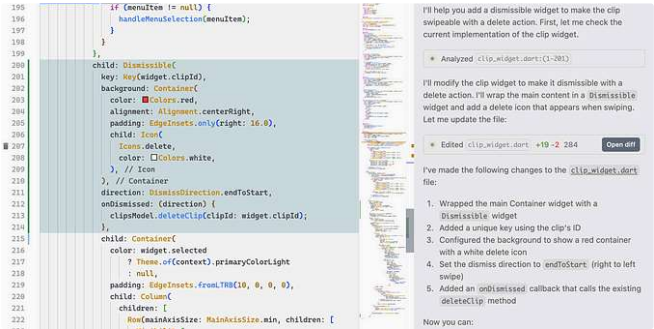 195 if (menuItem != null) {
196 handleMenuSelection(menuItem);
197 }
198 }
199 },
200 child: Dismissible(
201 key: Key(widget.clipId),
202 background: Container(
203 color: Colors.red,
204 alignment: Alignment.centerRight,
205 padding: EdgeInsets.only(right: 16.0),
206 child: Icon(
207 Icons.delete,
208 color: Colors.white,
209 ), // Icon
210 ), // Container
211 direction: DismissDirection.endToStart,
212 onDismissed: (direction) {
213 clipsModel.deleteClip(clipId: widget.clipId);
214 },
215 child: Container(
216 color: widget.selected
217 ? Theme.of(context).primaryColorLight
218 : null,
219 padding: EdgeInsets.fromLTRB(10, 0, 0, 0),
220 child: Column(
221 children: [
222 Row(mainAxisSize: MainAxisSize.min, children: [
I'll help you add a dismissible widget to make the clip
swipeable with a delete action. First, let me check the
current implementation of the clip widget.
Analyzed clip_widget.dart:(1-201)
I'll modify the clip widget to make it dismissible with a
delete action. I'll wrap the main content in a Dismissible
widget and add a delete icon that appears when swiping.
Let me update the file:
Edited clip_widget.dart +19 -2 284 Open diff
I've made the following changes to the clip_widget.dart
file:
1. Wrapped the main Container widget with a
Dismissible widget
2. Added a unique key using the clip's ID
3. Configured the background to show a red container
with a white delete icon
4. Set the dismiss direction to endToStart (right to left
swipe)
5. Added an onDismissed callback that calls the existing
deleteClip method
Now you can: